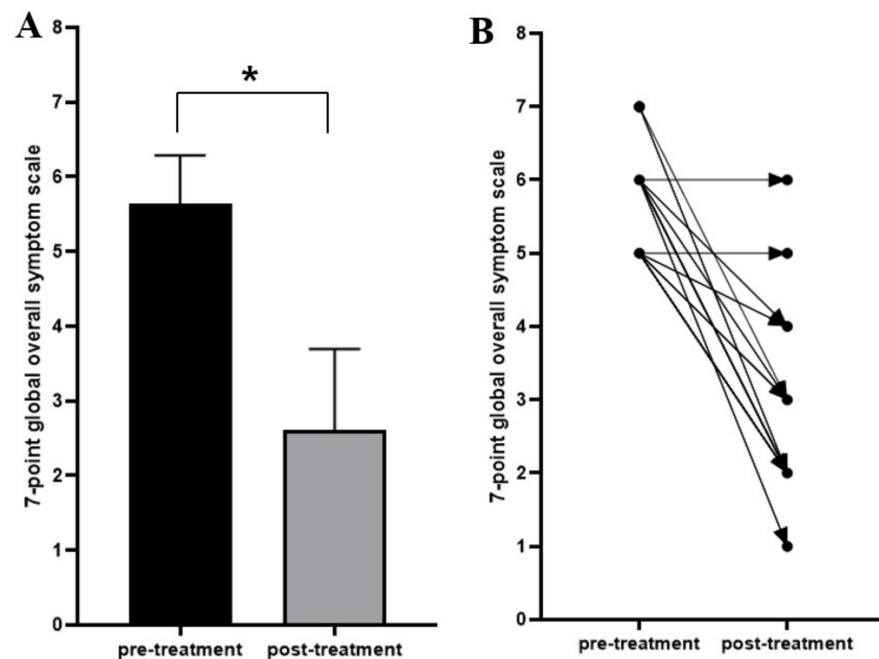 A
7-point global overall symptom scale
8
7
6
5
4
3
2
1
0
*
pre-treatment
post-treatment
B
7-point global overall symptom scale
8
7
6
5
4
3
2
1
0
pre-treatment
post-treatment